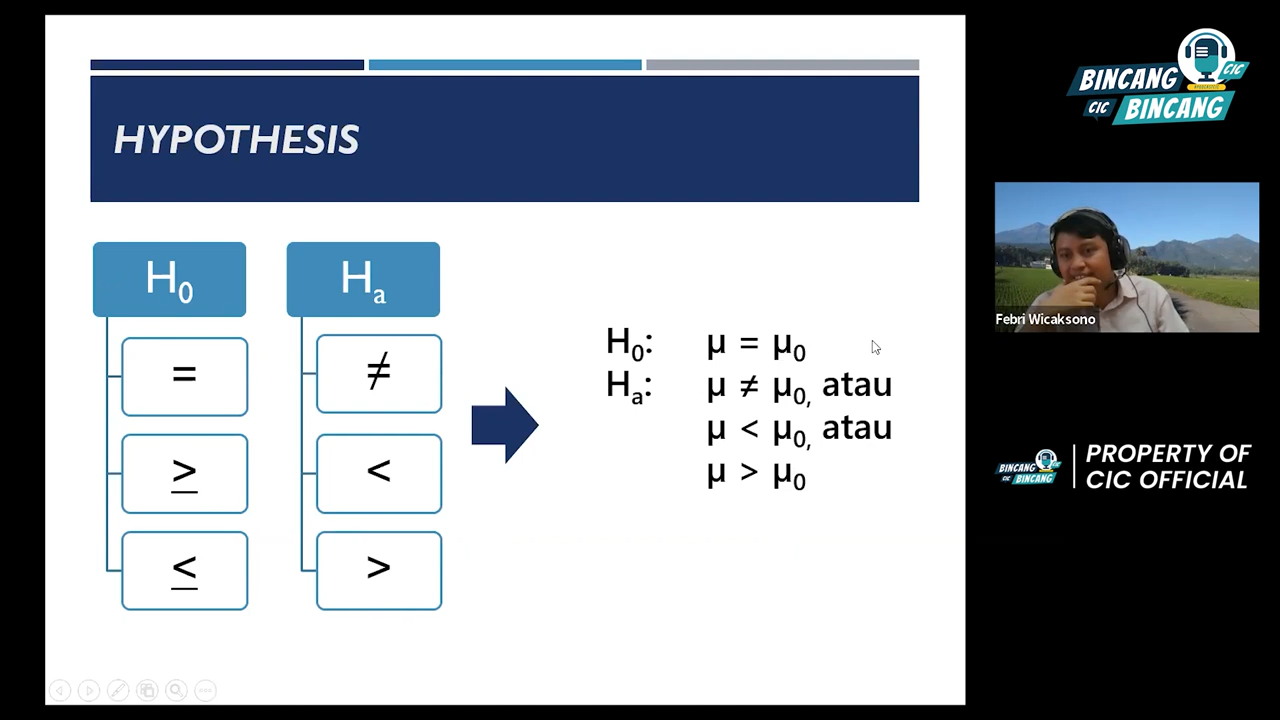 HYPOTHESIS
H₀
Hₐ
=
≠
≥
<
≤
>
H₀: μ = μ₀
Hₐ: μ ≠ μ₀, atau
μ < μ₀, atau
μ > μ₀
BINCANG CIC
CIC BINCANG
Febri Wicaksono
BINCANG
CIC BINCANG
PROPERTY OF
CIC OFFICIAL